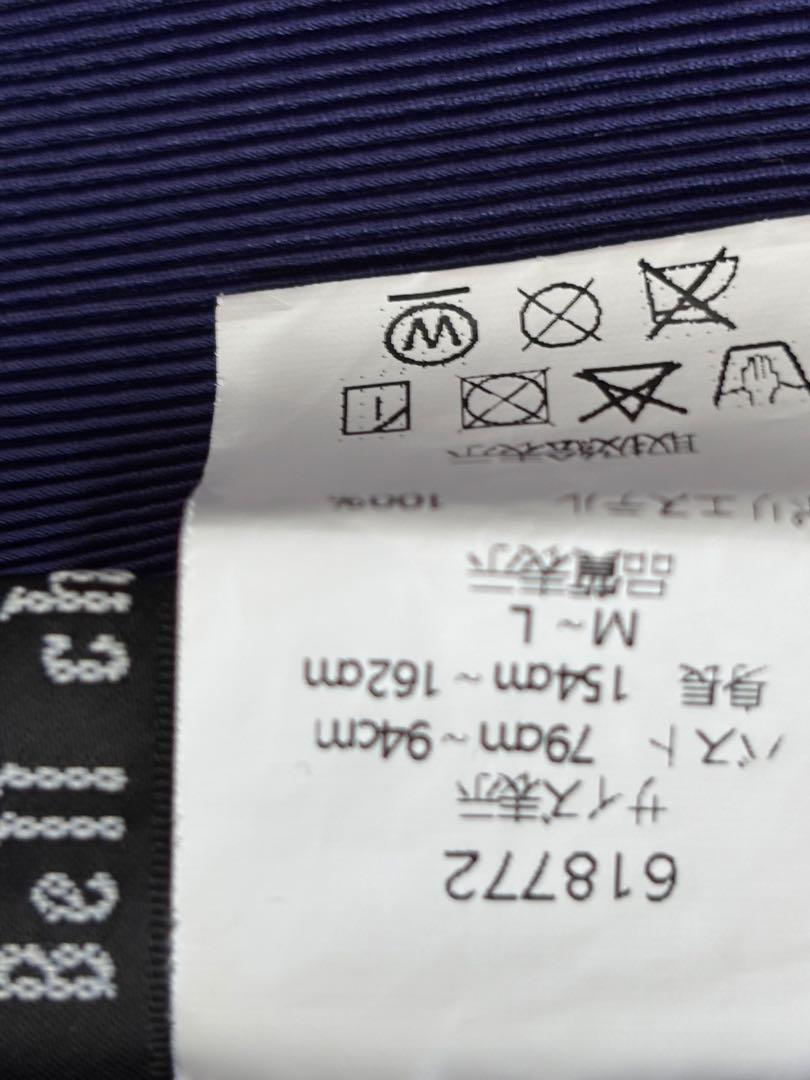 618772
サイズ表示
バスト 79cm~94cm
身長 154cm~162cm
M~L
品質表示
ポリエステル 100%
取扱絵表示
W